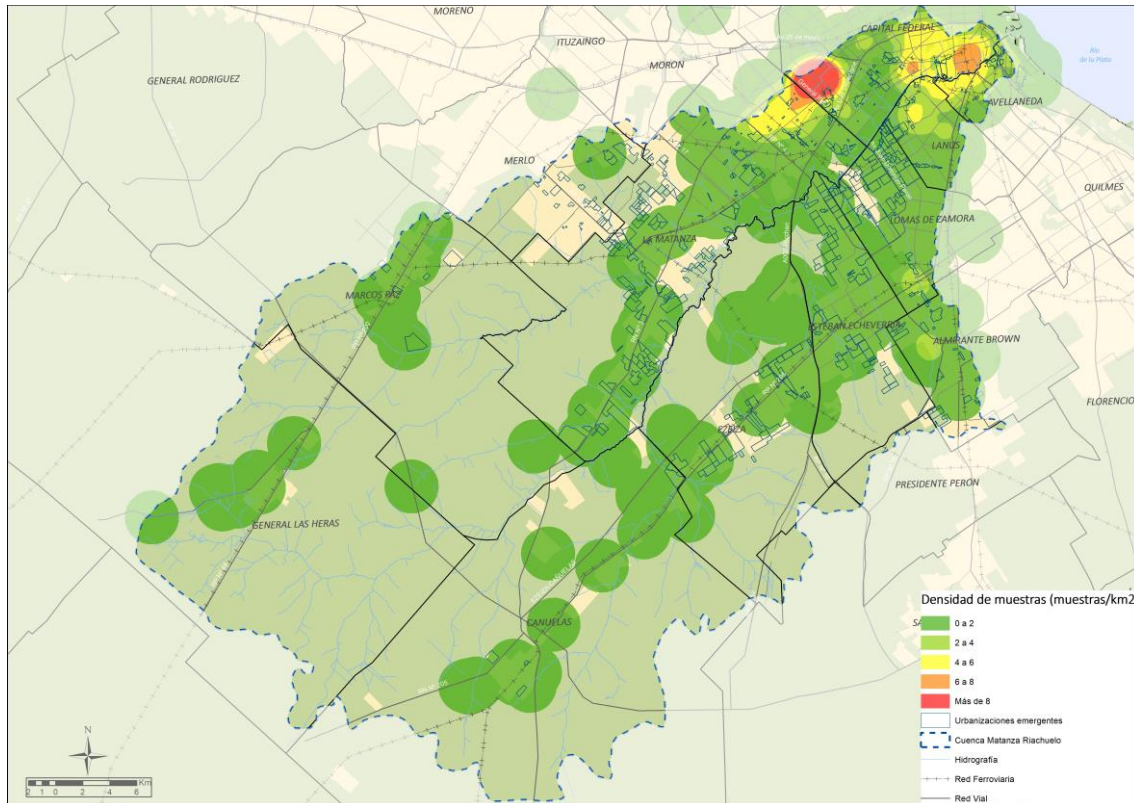 MORENO
CAPITAL FEDERAL
ITUZAINGO
MORON
GENERAL RODRIGUEZ
Río
de la Plata
AVELLANEDA
LANUS
MERLO
QUILMES
LOMAS DE ZAMORA
LA MATANZA
MARCOS PAZ
ESTEBAN ECHEVERRIA
ALMIRANTE BROWN
FLORENCIO
EZEIZA
PRESIDENTE PERON
GENERAL LAS HERAS
CAÑUELAS
SA
Densidad de muestras (muestras/km2
0 a 2
2 a 4
4 a 6
6 a 8
Más de 8
Urbanizaciones emergentes
Cuenca Matanza Riachuelo
Hidrografía
Red Ferroviaria
Red Vial
N
2 1 0 2 4 6 Km